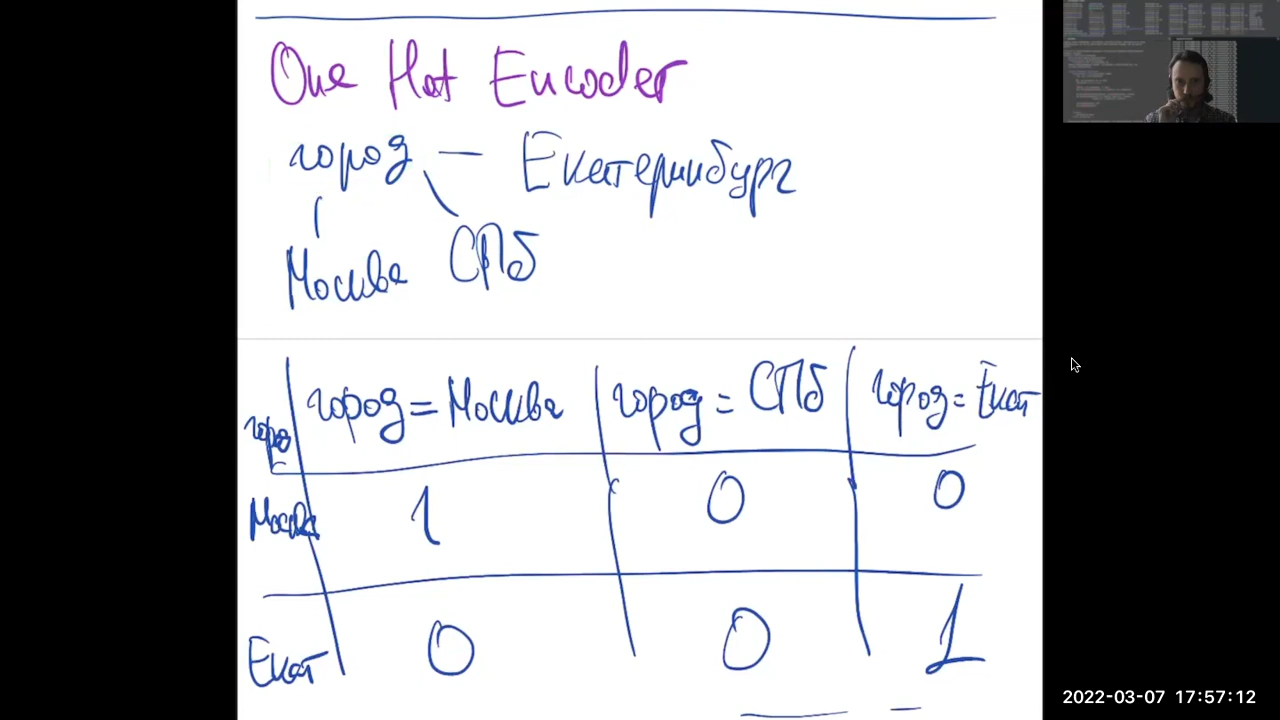 One Hot Encoder
город — Екатеринбург
Москва СПб
город город = Москва город = СПб город = Екат
Москва 1 0 0
Екат 0 0 1
2022-03-07 17:57:12